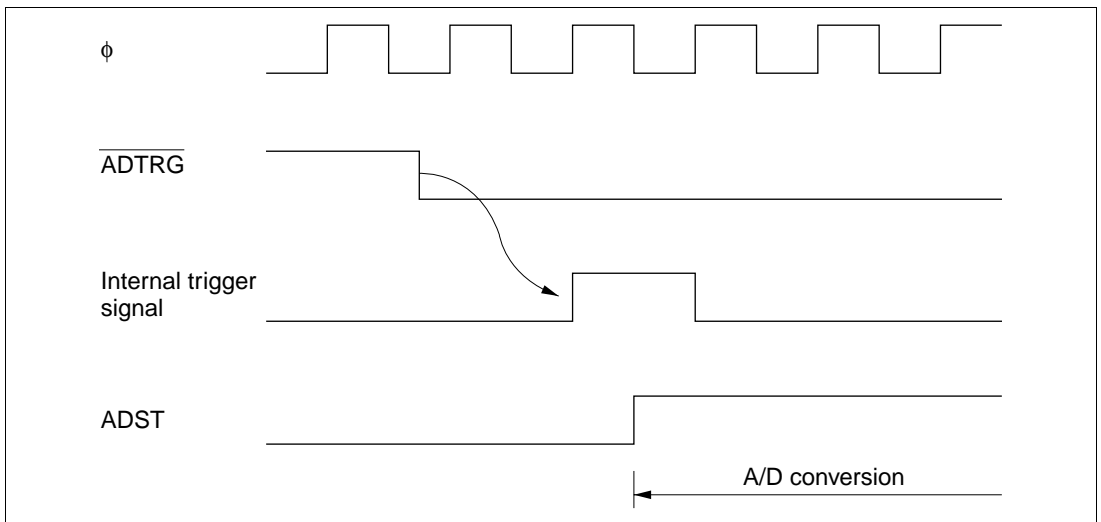 ϕ
ADTRG
Internal trigger
signal
ADST
A/D conversion